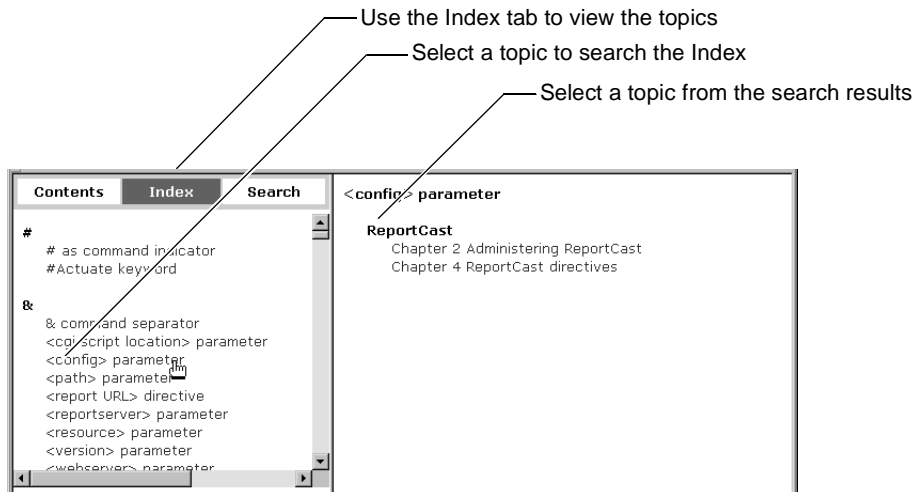 Use the Index tab to view the topics
Select a topic to search the Index
Select a topic from the search results
Contents Index Search
#
# as command indicator
#Actuate keyword
&
& command separator
<cgi script location> parameter
<config> parameter
<path> parameter
<report URL> directive
<reportserver> parameter
<resource> parameter
<version> parameter
<webserver> parameter
<config> parameter
ReportCast
Chapter 2 Administering ReportCast
Chapter 4 ReportCast directives